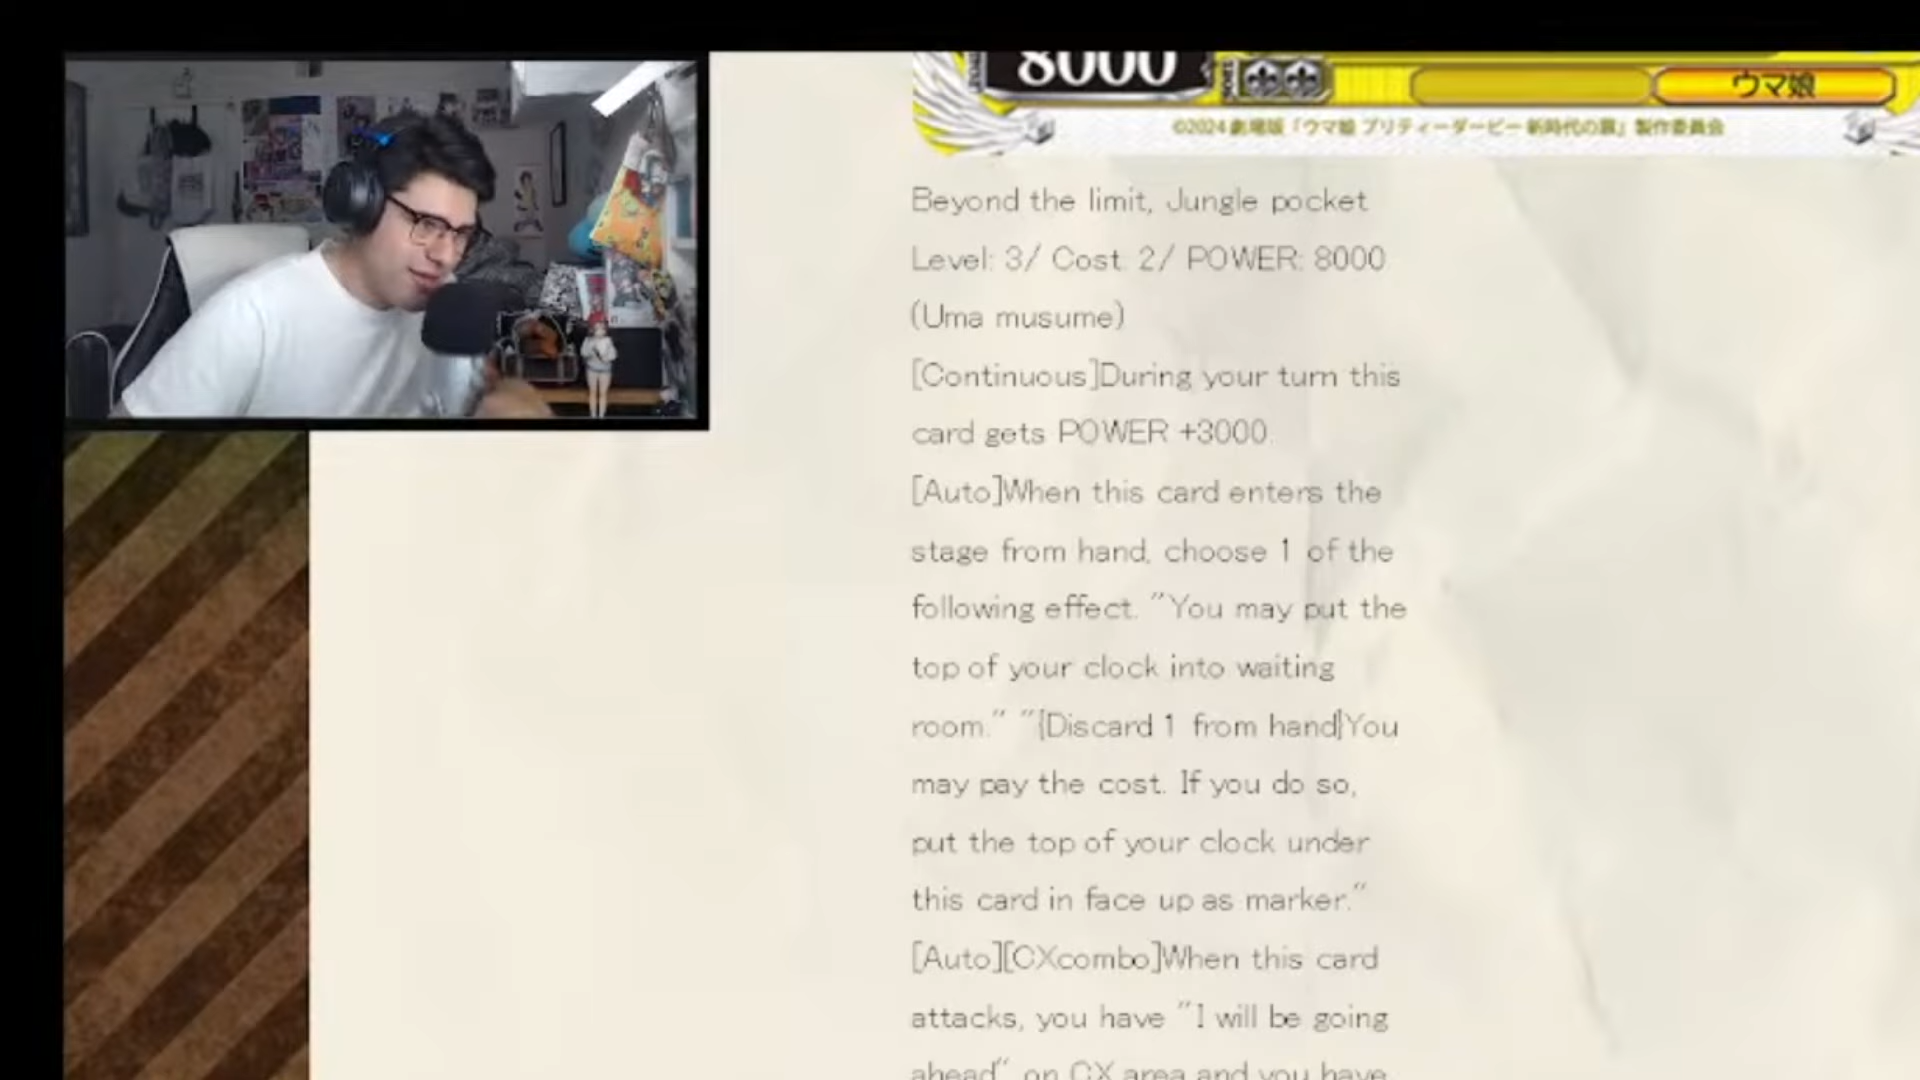 8000
ウマ娘
©2024 劇場版「ウマ娘 プリティーダービー 新時代の扉」製作委員会
Beyond the limit, Jungle pocket
Level: 3/ Cost: 2/ POWER: 8000
(Uma musume)
[Continuous]During your turn this
card gets POWER +3000.
[Auto]When this card enters the
stage from hand, choose 1 of the
following effect. "You may put the
top of your clock into waiting
room." "[Discard 1 from hand]You
may pay the cost. If you do so,
put the top of your clock under
this card in face up as marker."
[Auto][CXcombo]When this card
attacks, you have "I will be going
ahead" on CX area and you have